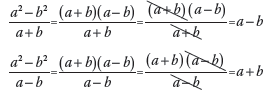 a²−b²/a+b = (a+b)(a−b)/a+b = (a+b)(a−b)/a+b = a−b
a²−b²/a−b = (a+b)(a−b)/a−b = (a+b)(a−b)/a−b = a+b